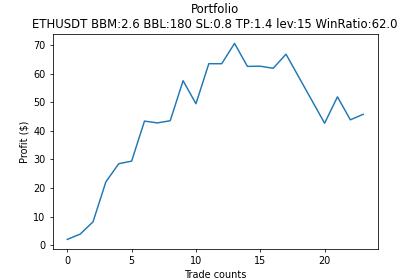 Portfolio
ETHUSDT BBM:2.6 BBL:180 SL:0.8 TP:1.4 lev:15 WinRatio:62.0
Profit ($)
70
60
50
40
30
20
10
0
0 5 10 15 20
Trade counts